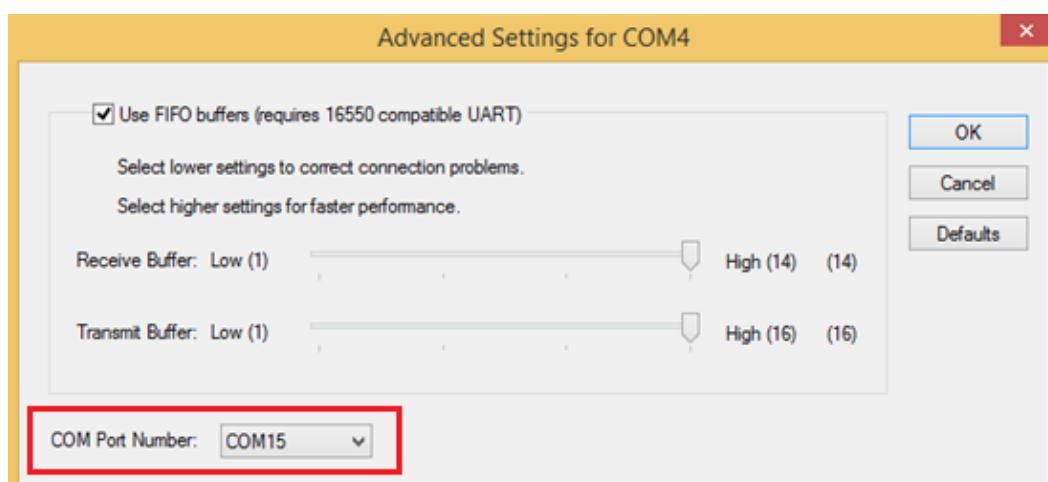 Advanced Settings for COM4
Use FIFO buffers (requires 16550 compatible UART)
OK
Select lower settings to correct connection problems.
Cancel
Select higher settings for faster performance.
Defaults
Receive Buffer: Low (1) High (14) (14)
Transmit Buffer: Low (1) High (16) (16)
COM Port Number: COM15